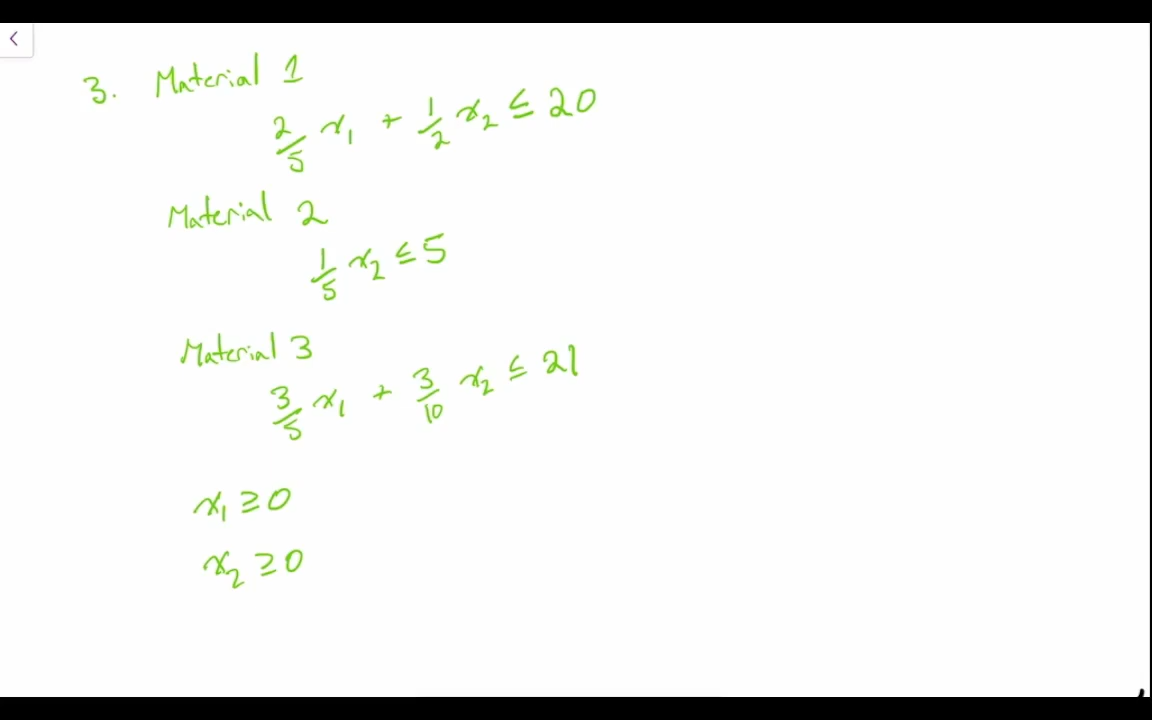 3. Material 1
2/5 x₁ + 1/2 x₂ ≤ 20
Material 2
1/5 x₂ ≤ 5
Material 3
3/5 x₁ + 3/10 x₂ ≤ 21
x₁ ≥ 0
x₂ ≥ 0